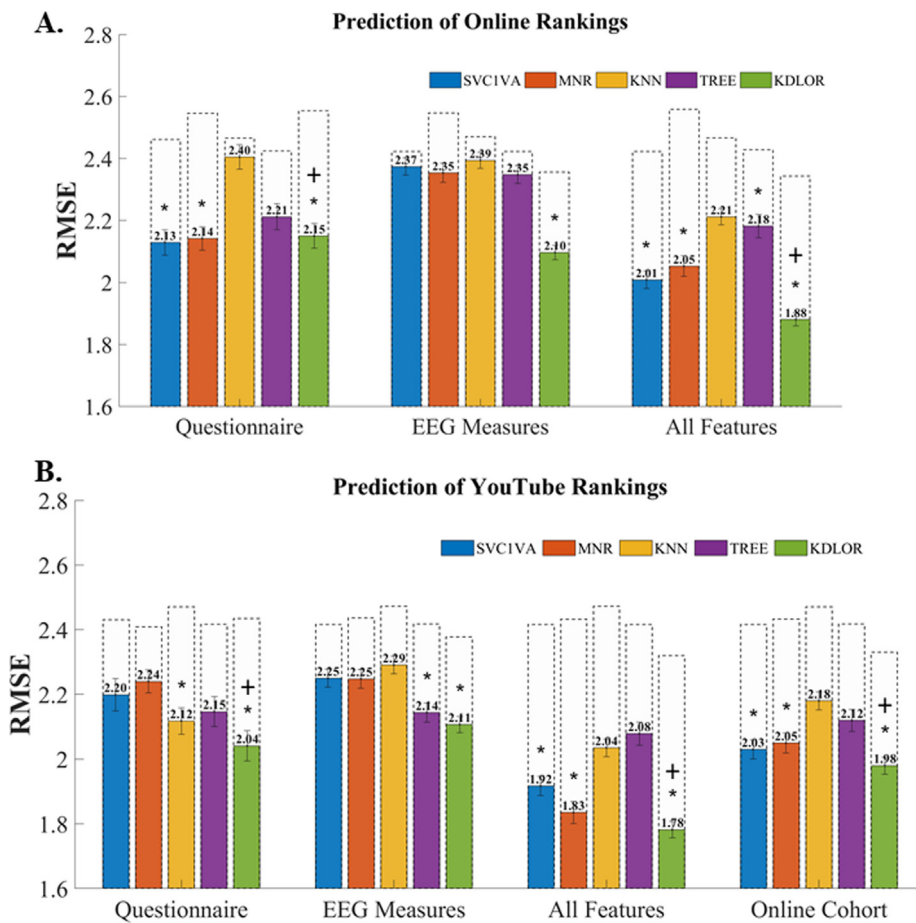 A.
Prediction of Online Rankings
2.8
2.6
2.4
2.2
2
1.8
1.6
RMSE
SVC1VA MNR KNN TREE KDLOR
* * + *
2.13 2.14 2.40 2.21 2.15
*
2.37 2.35 2.39 2.35 2.10
* * * + *
2.01 2.05 2.21 2.18 1.88
Questionnaire EEG Measures All Features
B.
Prediction of YouTube Rankings
2.8
2.6
2.4
2.2
2
1.8
1.6
RMSE
SVC1VA MNR KNN TREE KDLOR
* + *
2.20 2.24 2.12 2.15 2.04
* *
2.25 2.25 2.29 2.14 2.11
* * + *
1.92 1.83 2.04 2.08 1.78
* * + *
2.03 2.05 2.18 2.12 1.98
Questionnaire EEG Measures All Features Online Cohort